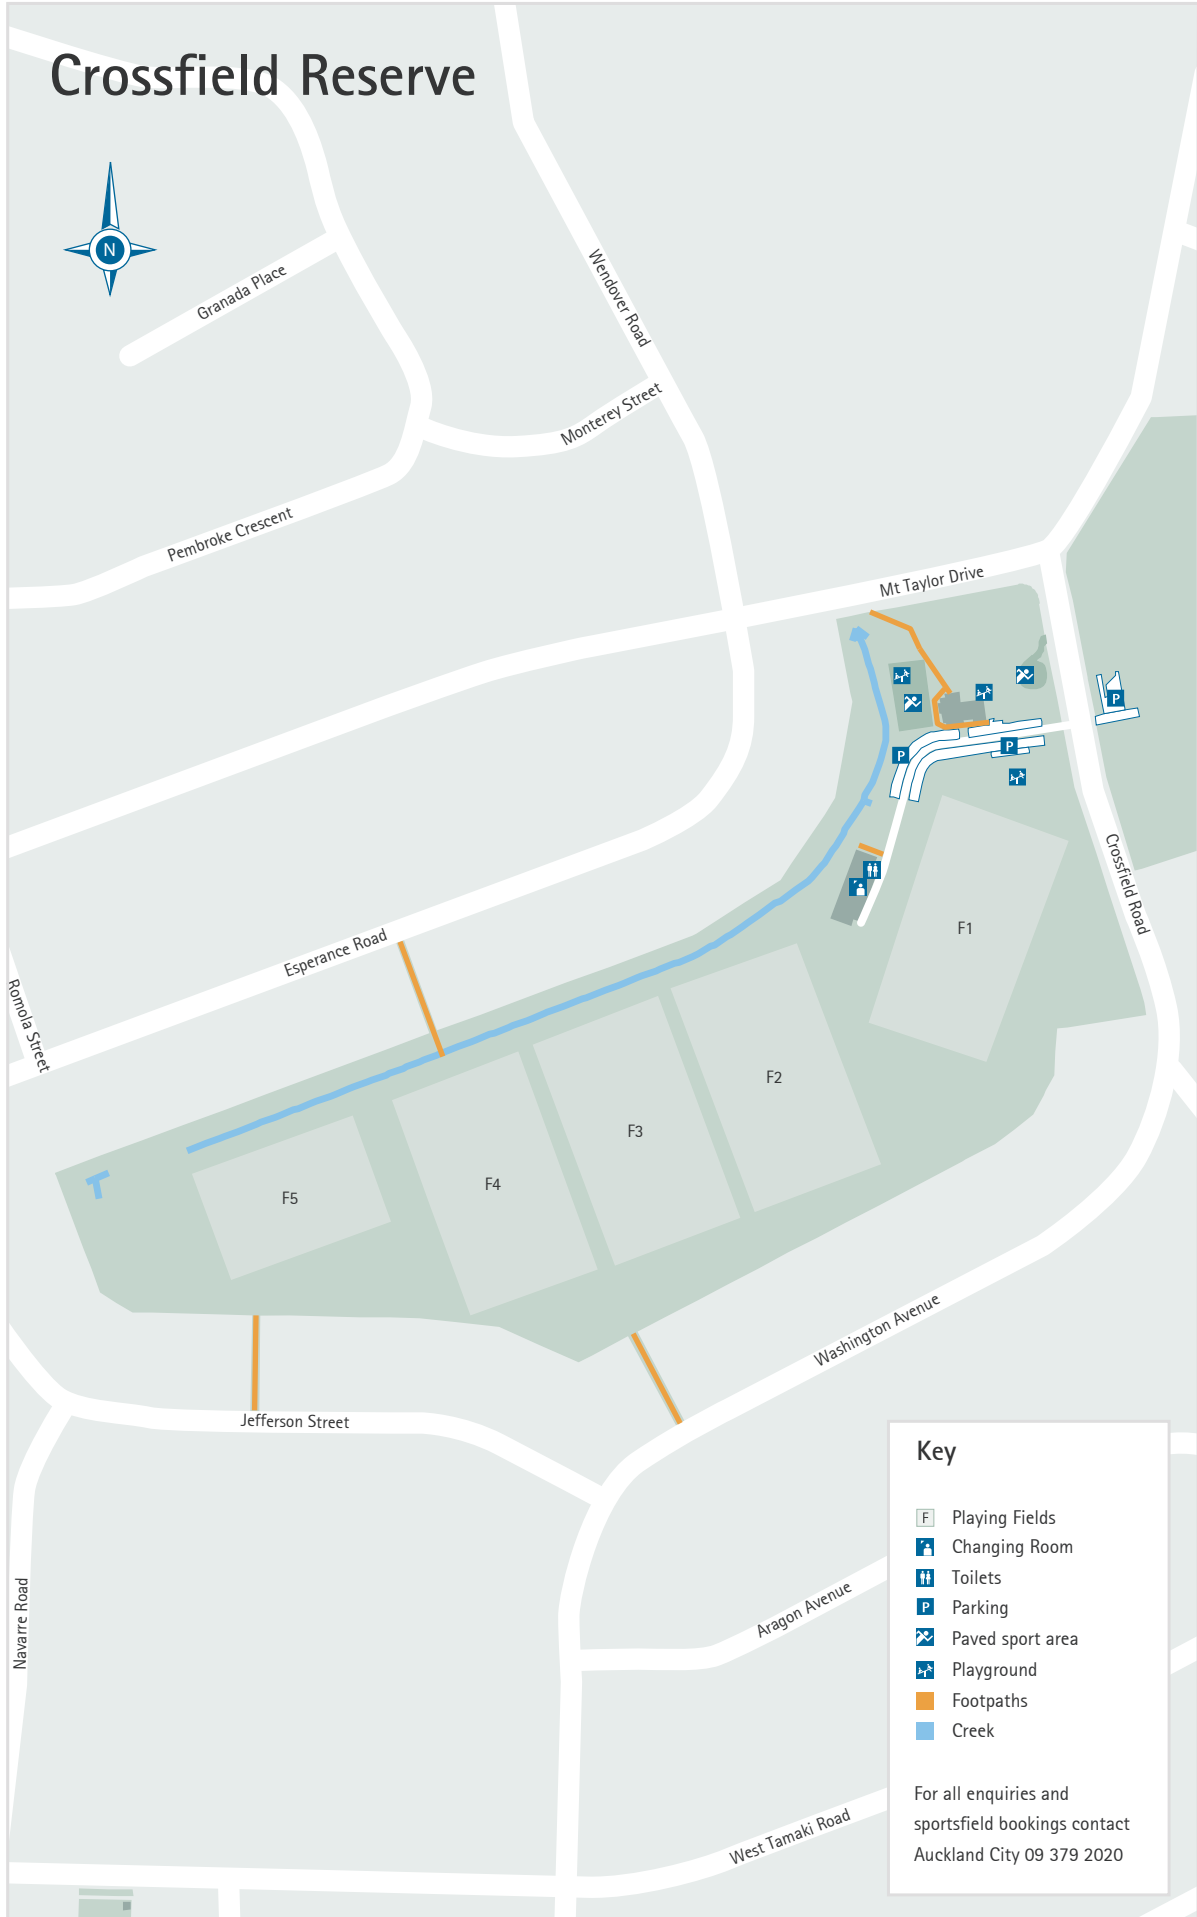 Crossfield Reserve
N
Granada Place
Wendover Road
Monterey Street
Pembroke Crescent
Mt Taylor Drive
P
P
P
Crossfield Road
F1
Esperance Road
Romola Street
F2
F3
F4
F5
Washington Avenue
Jefferson Street
Navarre Road
Aragon Avenue
West Tamaki Road
Key
F Playing Fields
Changing Room
Toilets
P Parking
Paved sport area
Playground
Footpaths
Creek
For all enquiries and
sportsfield bookings contact
Auckland City 09 379 2020